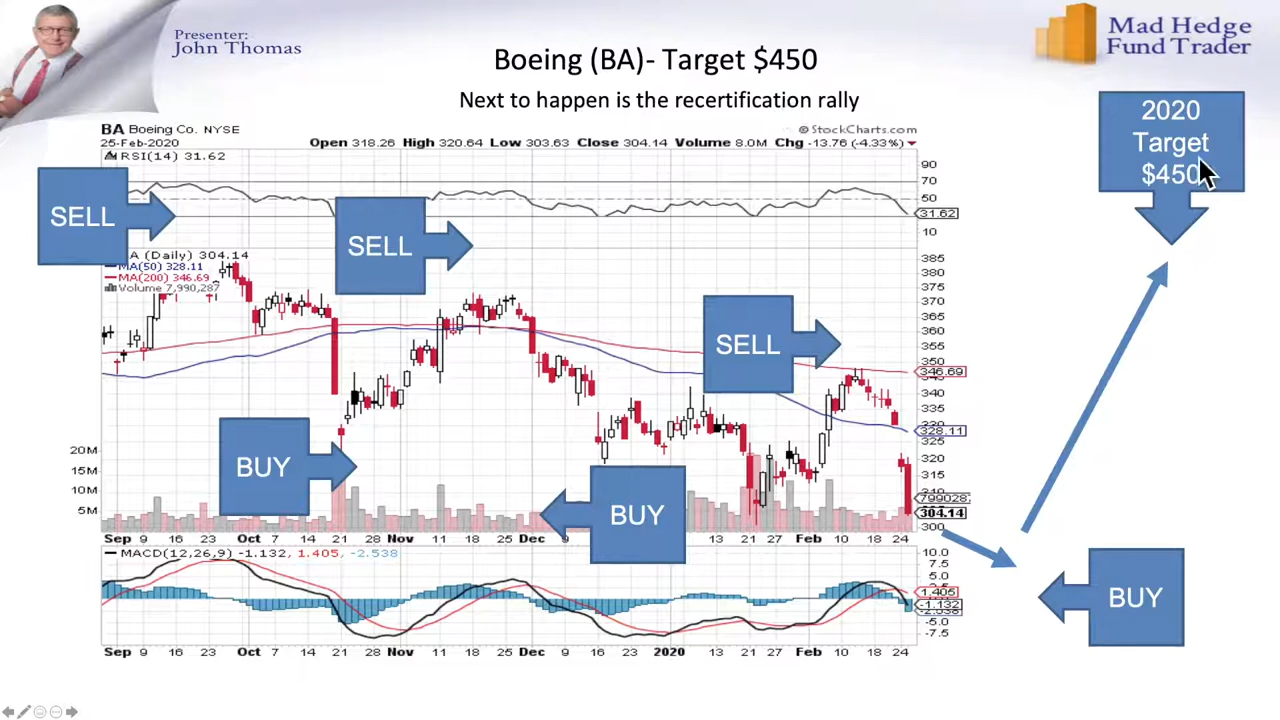 Presenter:
John Thomas
Mad Hedge
Fund Trader
Boeing (BA)- Target $450
Next to happen is the recertification rally
2020
Target
$450
BA Boeing Co. NYSE
© StockCharts.com
25-Feb-2020
Open 318.26 High 320.64 Low 303.63 Close 304.14 Volume 8.0M Chg -13.76 (-4.33%)
RSI(14) 31.62
90
70
50
31.62
10
SELL
SELL
SELL
BUY
BUY
BUY
(Daily) 304.14
MA(50) 328.11
MA(200) 346.69
Volume 7,990,287
385
380
375
370
365
360
355
350
346.69
340
335
328.11
325
320
315
799028
304.14
300
20M
15M
10M
5M
Sep 9 16 23 Oct 7 14 21 28 Nov 11 18 25 Dec 9 13 21 27 Feb 10 18 24
MACD(12,26,9) -1.132, 1.405, -2.538
10.0
7.5
5.0
1.405
-1.132
-5.0
-7.5
Sep 9 16 23 Oct 7 14 21 28 Nov 11 18 25 Dec 9 16 23 2020 13 21 27 Feb 10 18 24